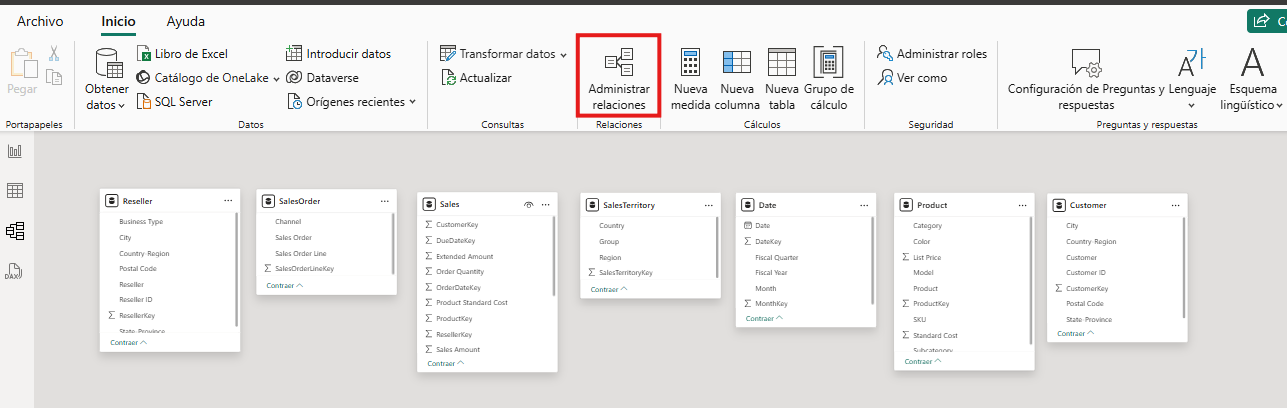 Archivo
Inicio
Ayuda
Pegar
Portapapeles
Obtener
datos
Libro de Excel
Catálogo de OneLake
SQL Server
Introducir datos
Dataverse
Orígenes recientes
Datos
Transformar datos
Actualizar
Consultas
Administrar
relaciones
Relaciones
Nueva
medida
Nueva
columna
Nueva
tabla
Grupo de
cálculo
Cálculos
Administrar roles
Ver como
Seguridad
Configuración de Preguntas y
respuestas
Lenguaje
Esquema
lingüístico
Preguntas y respuestas
DAX
Reseller
Business Type
City
Country-Region
Postal Code
Reseller
Reseller ID
ResellerKey
State-Province
Contraer
SalesOrder
Channel
Sales Order
Sales Order Line
SalesOrderLineKey
Contraer
Sales
CustomerKey
DueDateKey
Extended Amount
Order Quantity
OrderDateKey
Product Standard Cost
ProductKey
ResellerKey
Sales Amount
Contraer
SalesTerritory
Country
Group
Region
SalesTerritoryKey
Contraer
Date
Date
DateKey
Fiscal Quarter
Fiscal Year
Month
MonthKey
Contraer
Product
Category
Color
List Price
Model
Product
ProductKey
SKU
Standard Cost
Subcategory
Contraer
Customer
City
Country-Region
Customer
Customer ID
CustomerKey
Postal Code
State-Province
Contraer